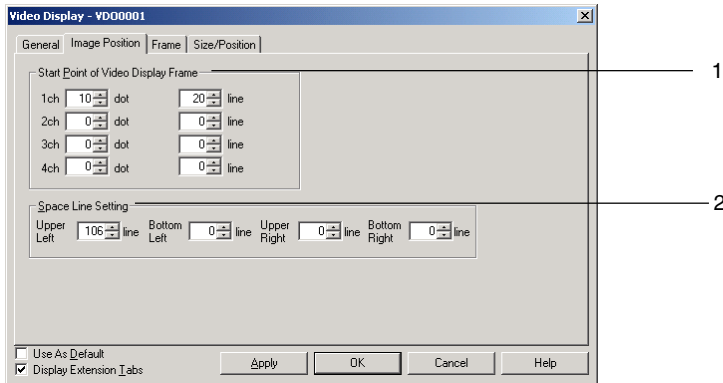 Video Display - VDO0001
General Image Position Frame Size/Position
Start Point of Video Display Frame
1
1ch 10 dot 20 line
2ch 0 dot 0 line
3ch 0 dot 0 line
4ch 0 dot 0 line
Space Line Setting
2
Upper Left 106 line Bottom Left 0 line Upper Right 0 line Bottom Right 0 line
Use As Default
Display Extension Tabs
Apply OK Cancel Help